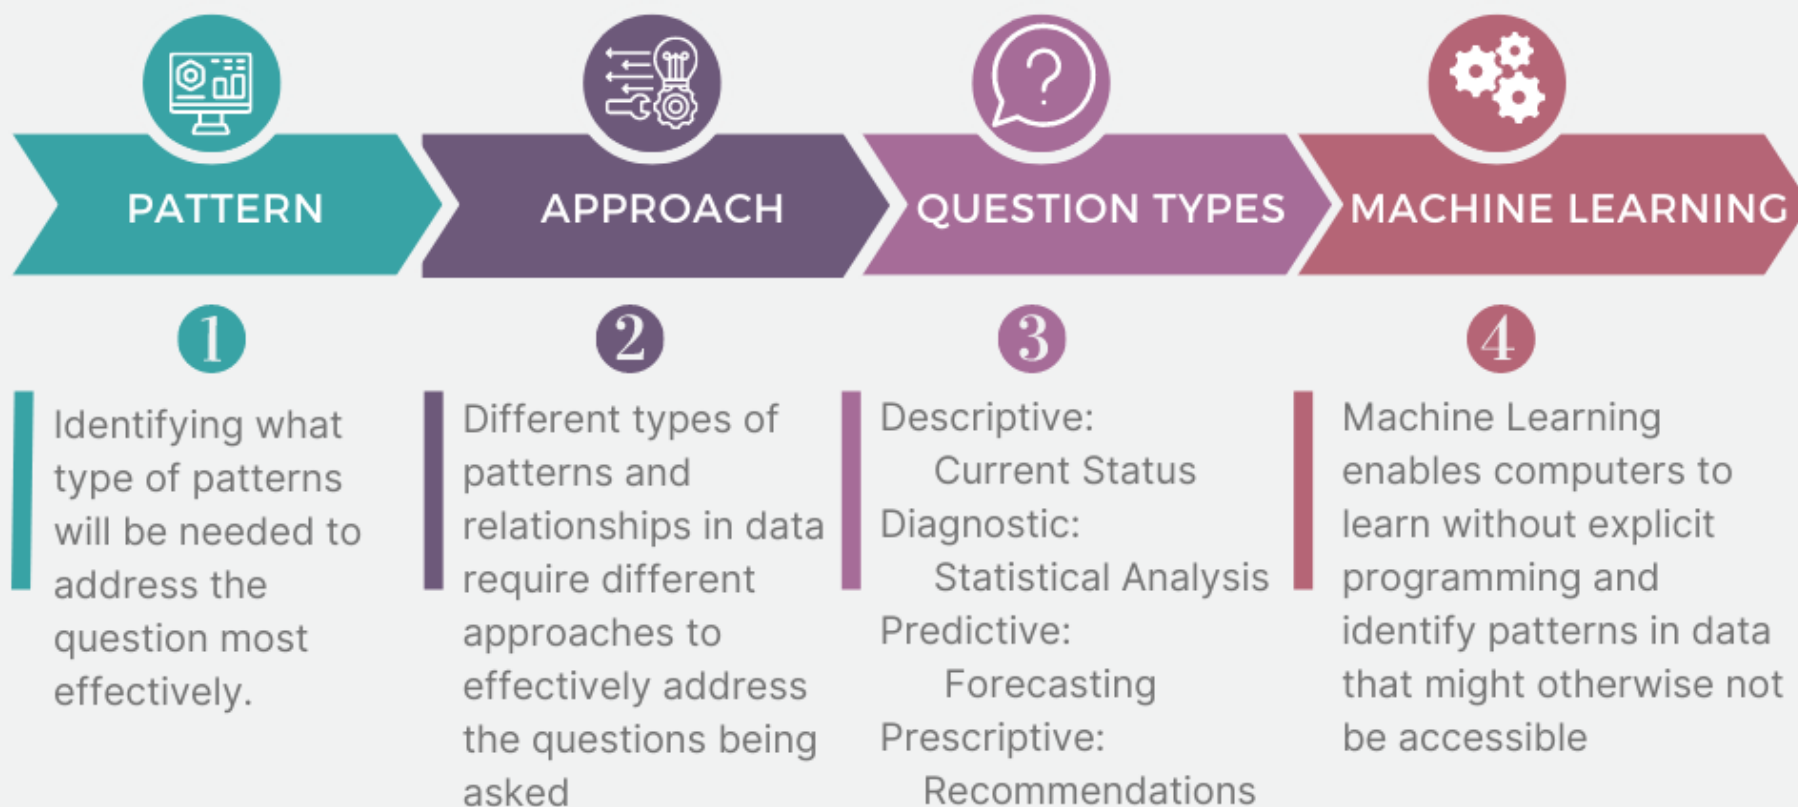 PATTERN
APPROACH
QUESTION TYPES
MACHINE LEARNING
1
Identifying what
type of patterns
will be needed to
address the
question most
effectively.
2
Different types of
patterns and
relationships in data
require different
approaches to
effectively address
the questions being
asked
3
Descriptive:
Current Status
Diagnostic:
Statistical Analysis
Predictive:
Forecasting
Prescriptive:
Recommendations
4
Machine Learning
enables computers to
learn without explicit
programming and
identify patterns in data
that might otherwise not
be accessible